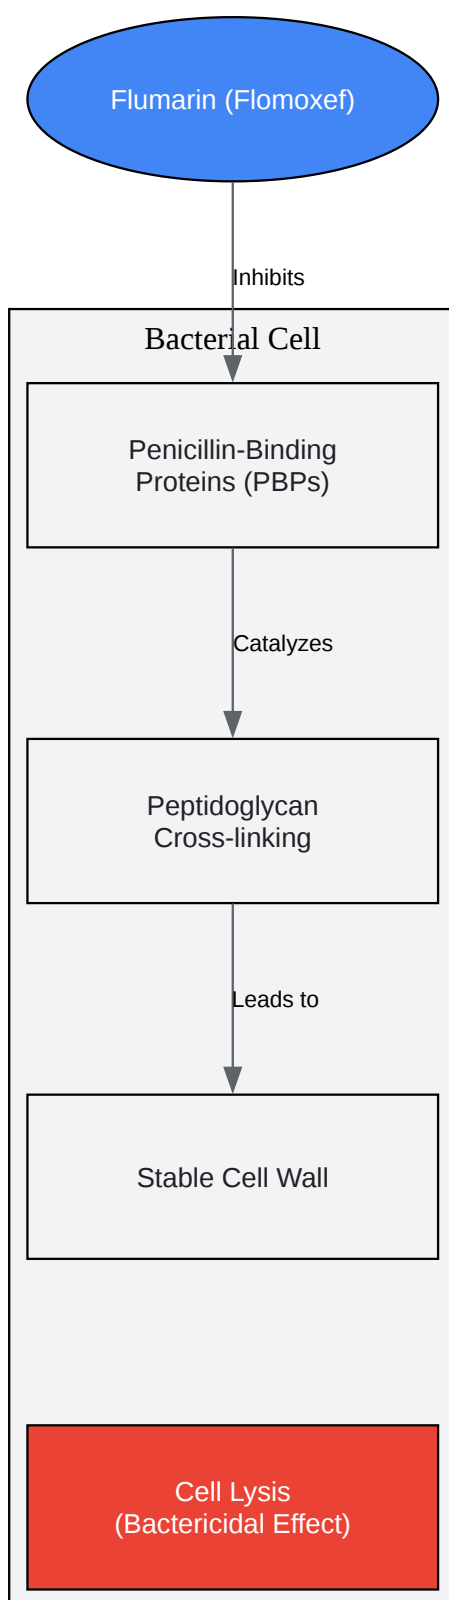 Flumarin (Flomoxef)
Inhibits
Bacterial Cell
Penicillin-Binding
Proteins (PBPs)
Catalyzes
Peptidoglycan
Cross-linking
Leads to
Stable Cell Wall
Cell Lysis
(Bactericidal Effect)